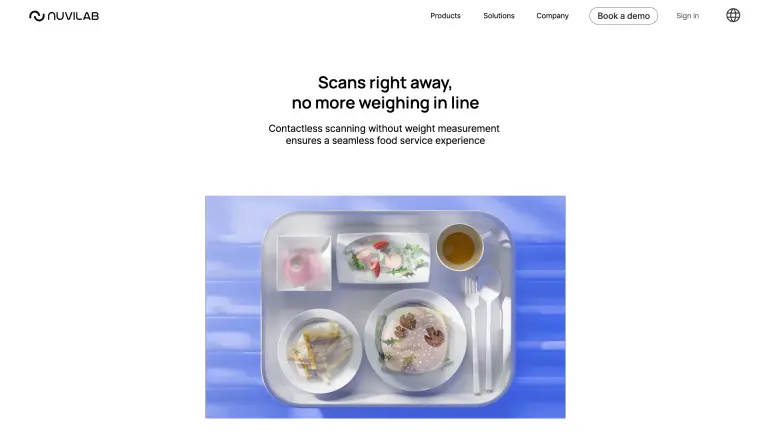 NUVILAB
Products
Solutions
Company
Book a demo
Sign in
Scans right away,
no more weighing in line
Contactless scanning without weight measurement
ensures a seamless food service experience